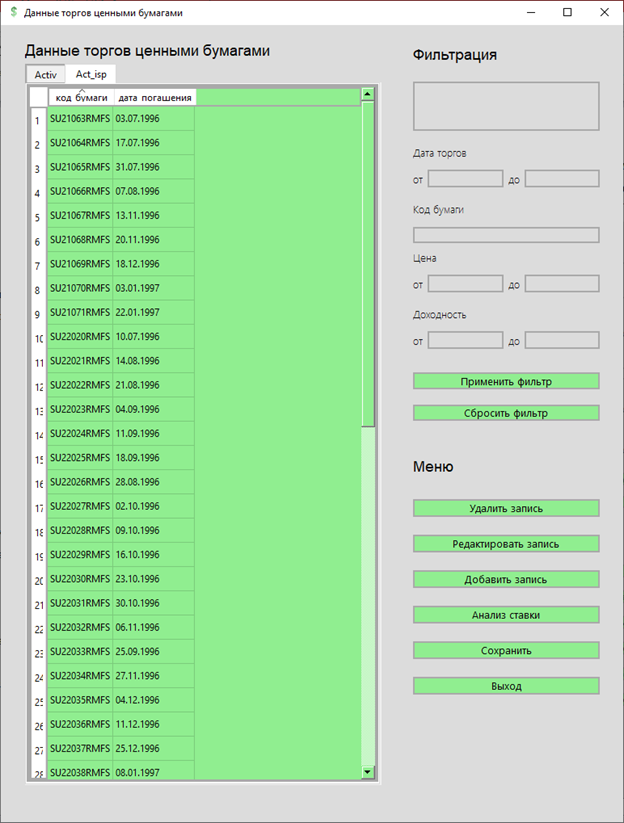 Данные торгов ценными бумагами
Данные торгов ценными бумагами
Activ Act_isp
код бумаги дата погашения
1 SU21063RMFS 03.07.1996
2 SU21064RMFS 17.07.1996
3 SU21065RMFS 31.07.1996
4 SU21066RMFS 07.08.1996
5 SU21067RMFS 13.11.1996
6 SU21068RMFS 20.11.1996
7 SU21069RMFS 18.12.1996
8 SU21070RMFS 03.01.1997
9 SU21071RMFS 22.01.1997
10 SU22020RMFS 10.07.1996
11 SU22021RMFS 14.08.1996
12 SU22022RMFS 21.08.1996
13 SU22023RMFS 04.09.1996
14 SU22024RMFS 11.09.1996
15 SU22025RMFS 18.09.1996
16 SU22026RMFS 28.08.1996
17 SU22027RMFS 02.10.1996
18 SU22028RMFS 09.10.1996
19 SU22029RMFS 16.10.1996
20 SU22030RMFS 23.10.1996
21 SU22031RMFS 30.10.1996
22 SU22032RMFS 06.11.1996
23 SU22033RMFS 25.09.1996
24 SU22034RMFS 27.11.1996
25 SU22035RMFS 04.12.1996
26 SU22036RMFS 11.12.1996
27 SU22037RMFS 25.12.1996
28 SU22038RMFS 08.01.1997
Фильтрация
Дата торгов
от до
Код бумаги
Цена
от до
Доходность
от до
Применить фильтр
Сбросить фильтр
Меню
Удалить запись
Редактировать запись
Добавить запись
Анализ ставки
Сохранить
Выход